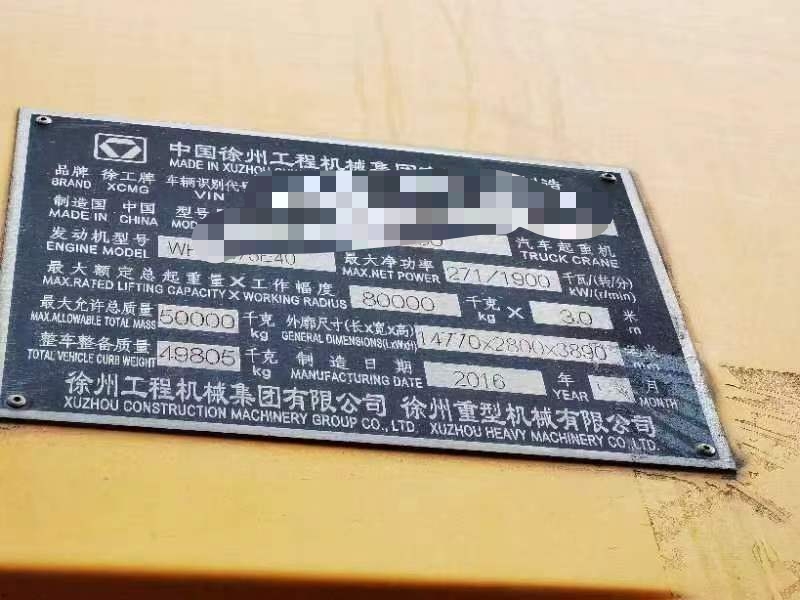 中国徐州工程机械集团
MADE IN XUZHOU
品牌 徐工牌 车辆识别代号
BRAND XCMG VIN
制造国 中国 型号
MADE IN CHINA
发动机型号 汽车起重机
ENGINE MODEL TRUCK CRANE
最大净功率 271/1900 千瓦/(转/分)
MAX.NET POWER kW/(r/min)
最大额定总起重量×工作幅度 80000 千克 × 3.0 米
MAX.RATED LIFTING CAPACITY × WORKING RADIUS kg m
最大允许总质量 50000 千克 外廓尺寸(长×宽×高) 14770×2800×3890
MAX.ALLOWABLE TOTAL MASS kg GENERAL DIMENSIONS(LxWxH)
整车整备质量 49805 千克 制造日期 2016 年 月
TOTAL VEHICLE CURB WEIGHT kg MANUFACTURING DATE YEAR MONTH
徐州工程机械集团有限公司 徐州重型机械有限公司
XUZHOU CONSTRUCTION MACHINERY GROUP CO., LTD. XUZHOU HEAVY MACHINERY CO., LTD.